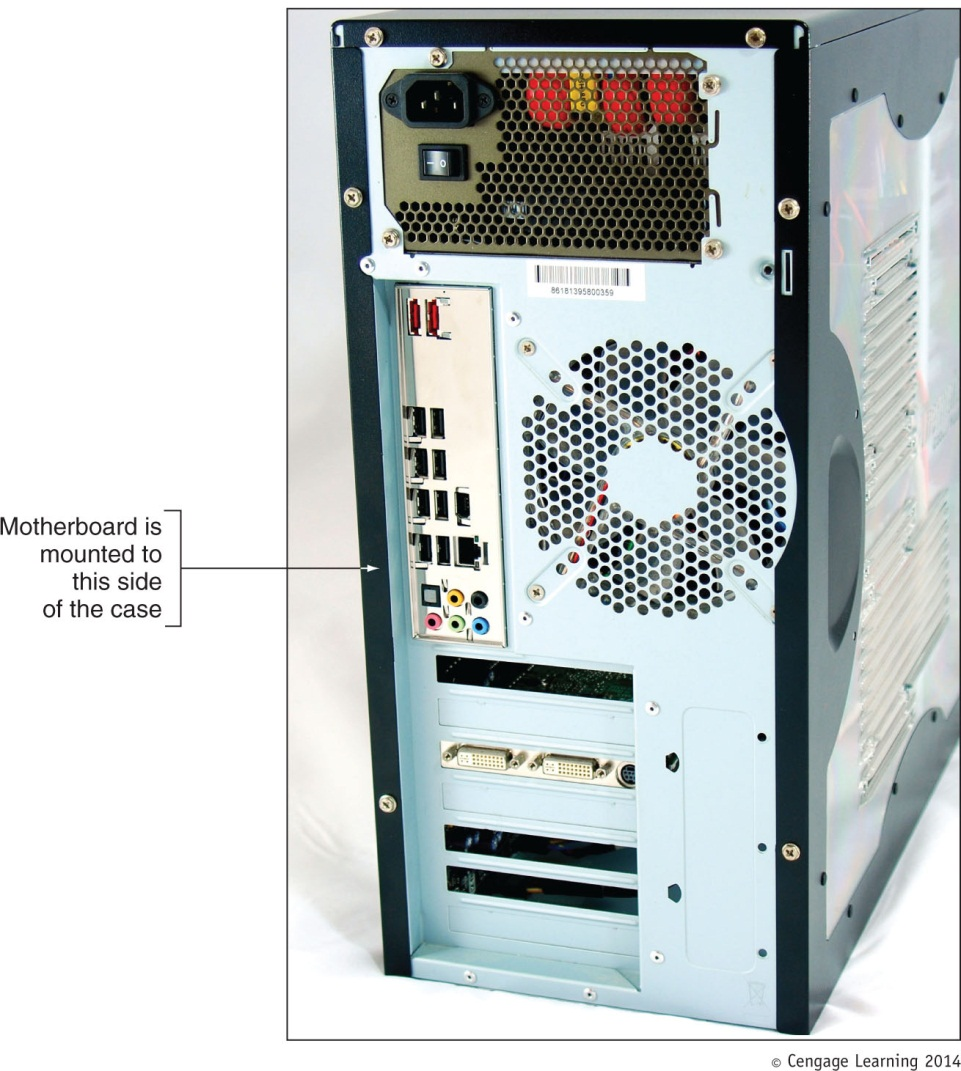 86181395800359
Motherboard is
mounted to
this side
of the case
© Cengage Learning 2014